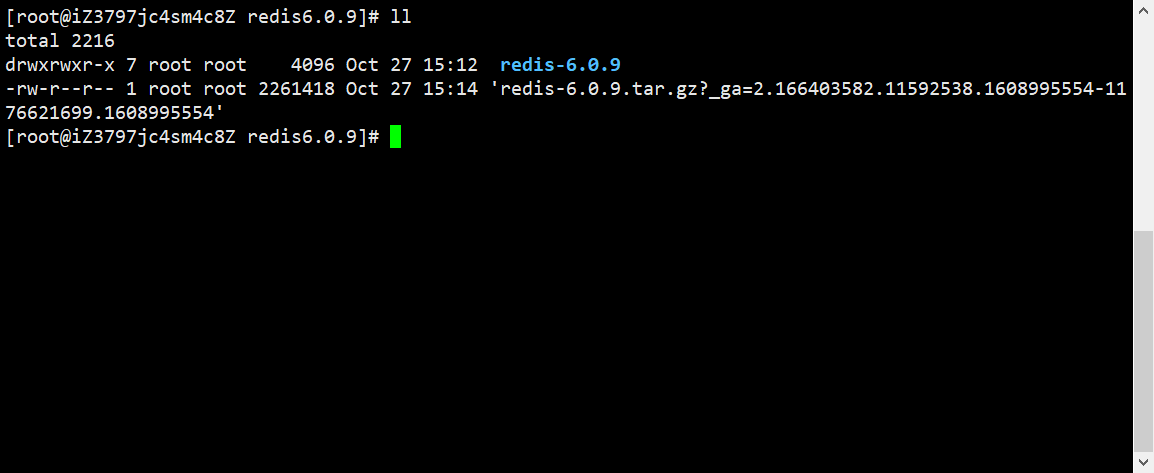 [root@iZ3797jc4sm4c8Z redis6.0.9]# ll
total 2216
drwxrwxr-x 7 root root    4096 Oct 27 15:12  redis-6.0.9
-rw-r--r-- 1 root root 2261418 Oct 27 15:14 'redis-6.0.9.tar.gz?_ga=2.166403582.11592538.1608995554-11
76621699.1608995554'
[root@iZ3797jc4sm4c8Z redis6.0.9]#